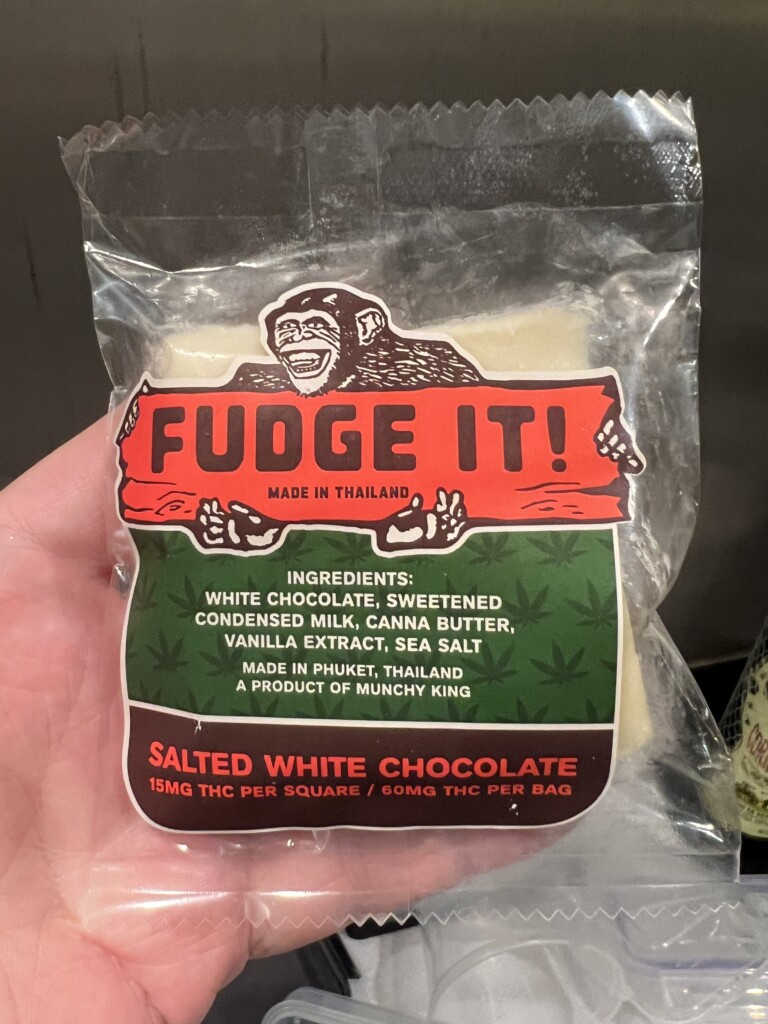 FUDGE IT!
MADE IN THAILAND
INGREDIENTS:
WHITE CHOCOLATE, SWEETENED
CONDENSED MILK, CANNA BUTTER,
VANILLA EXTRACT, SEA SALT
MADE IN PHUKET, THAILAND
A PRODUCT OF MUNCHY KING
SALTED WHITE CHOCOLATE
15MG THC PER SQUARE / 60MG THC PER BAG